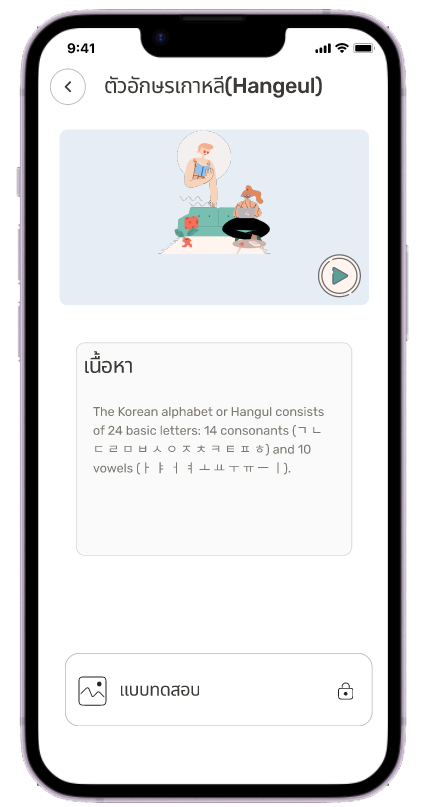 9:41
ตัวอักษรเกาหลี(Hangeul)
เนื้อหา
The Korean alphabet or Hangul consists
of 24 basic letters: 14 consonants (ㄱ ㄴ
ㄷ ㄹ ㅁ ㅂ ㅅ ㅇ ㅈ ㅊ ㅋ ㅌ ㅍ ㅎ) and 10
vowels (ㅏ ㅑ ㅓ ㅕ ㅗ ㅛ ㅜ ㅠ ㅡ ㅣ).
แบบทดสอบ